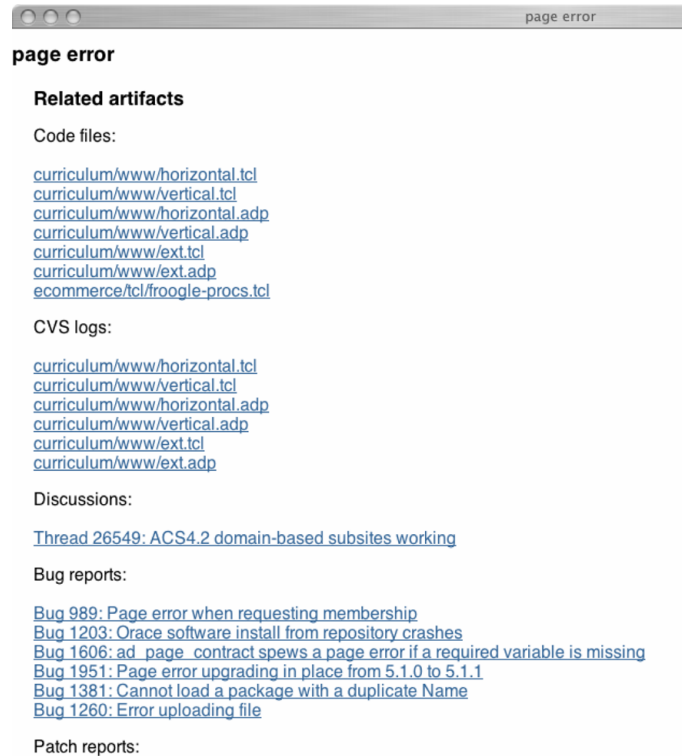 page error
page error
Related artifacts
Code files:
curriculum/www/horizontal.tcl
curriculum/www/vertical.tcl
curriculum/www/horizontal.adp
curriculum/www/vertical.adp
curriculum/www/ext.tcl
curriculum/www/ext.adp
ecommerce/tcl/froogle-procs.tcl
CVS logs:
curriculum/www/horizontal.tcl
curriculum/www/vertical.tcl
curriculum/www/horizontal.adp
curriculum/www/vertical.adp
curriculum/www/ext.tcl
curriculum/www/ext.adp
Discussions:
Thread 26549: ACS4.2 domain-based subsites working
Bug reports:
Bug 989: Page error when requesting membership
Bug 1203: Orace software install from repository crashes
Bug 1606: ad_page_contract spews a page error if a required variable is missing
Bug 1951: Page error upgrading in place from 5.1.0 to 5.1.1
Bug 1381: Cannot load a package with a duplicate Name
Bug 1260: Error uploading file
Patch reports: